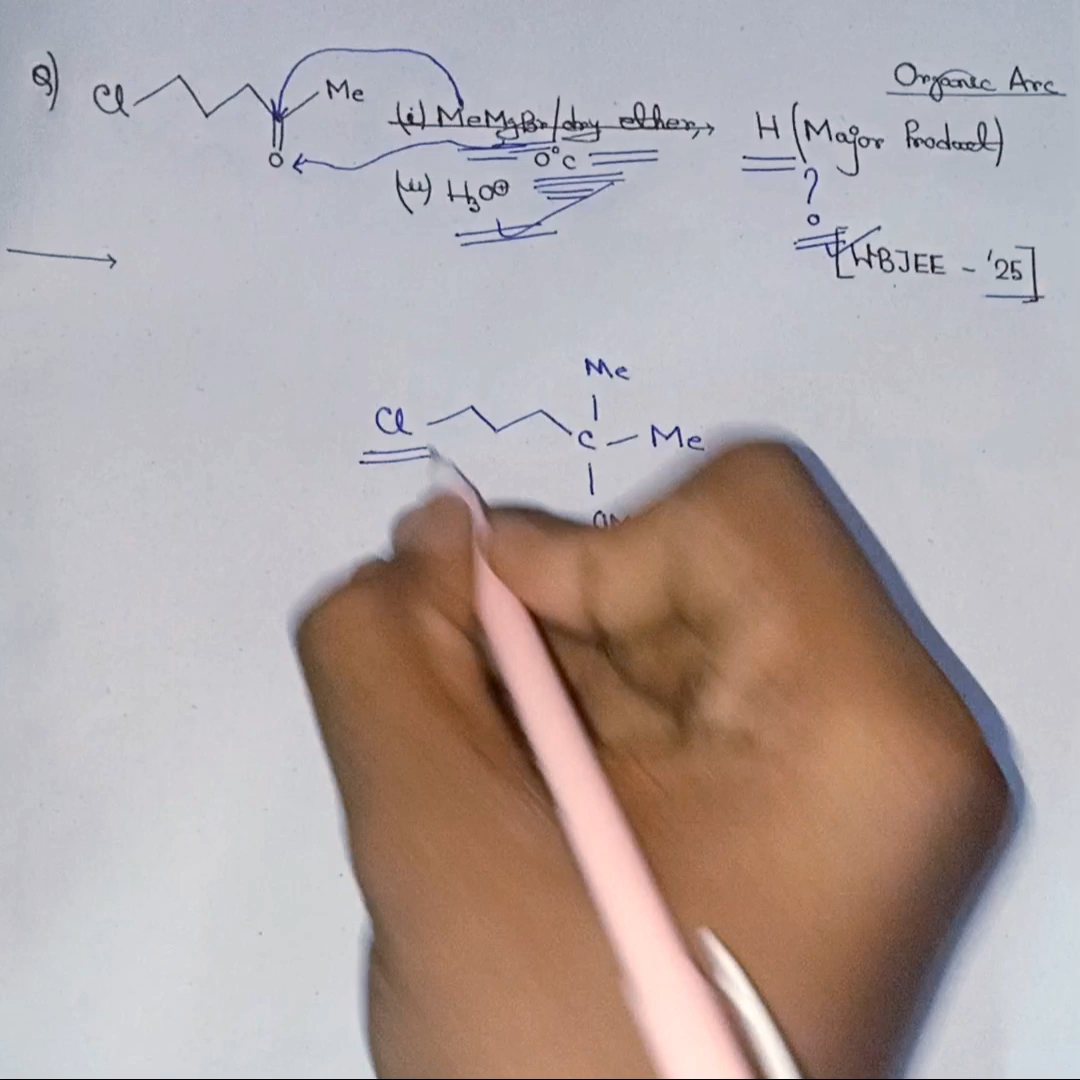 Organic Arc
Q) Cl Me (i) MeMgBr/dry ether, H (Major Product)
O 0°C ?
(ii) H3O⊕
[WBJEE - '25]
Me
Cl C - Me